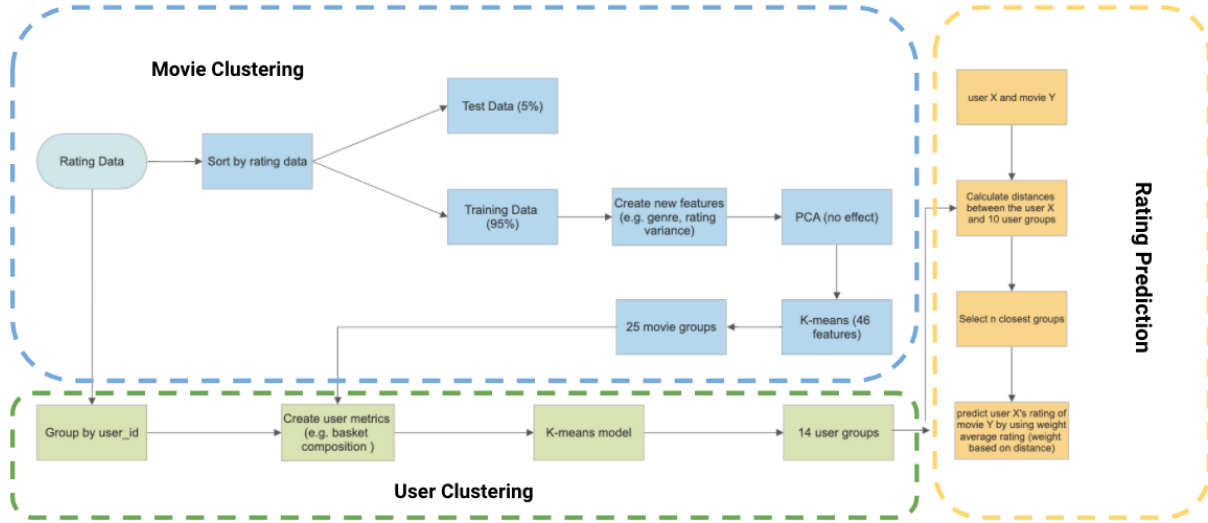 Movie Clustering
Rating Data
Sort by rating data
Test Data (5%)
Training Data
(95%)
Create new features
(e.g. genre, rating
variance)
PCA (no effect)
K-means (46
features)
25 movie groups
Group by user_id
Create user metrics
(e.g. basket
composition )
K-means model
14 user groups
User Clustering
user X and movie Y
Calculate distances
between the user X
and 10 user groups
Select n closest groups
predict user X's rating of
movie Y by using weight
average rating (weight
based on distance)
Rating Prediction